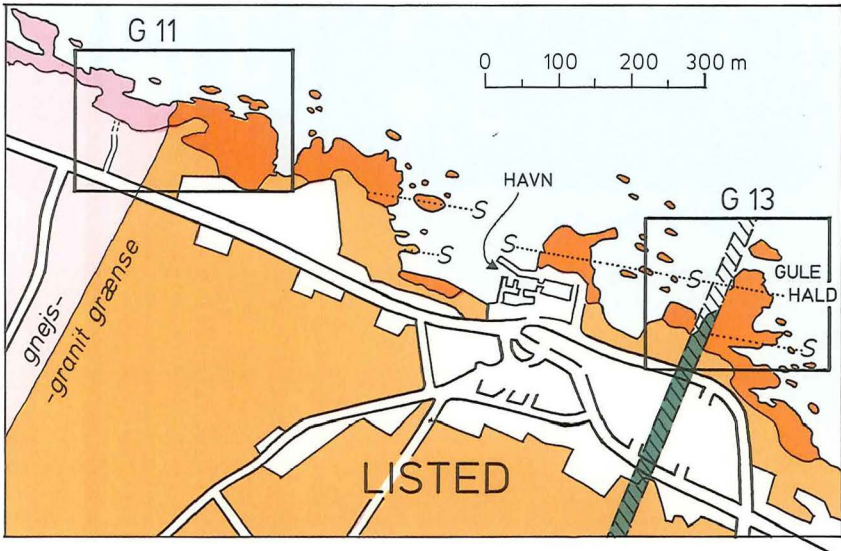 G 11
0 100 200 300 m
HAVN
S
S
S
S
S
G 13
GULE
HALD
gnejs-
-granit grænse
LISTED